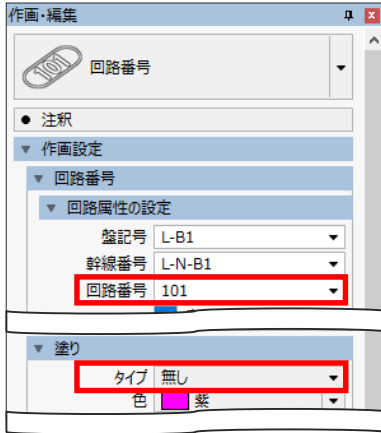 作画・編集
101
回路番号
● 注釈
作画設定
回路番号
回路属性の設定
盤記号 L-B1
幹線番号 L-N-B1
回路番号 101
塗り
タイプ 無し
色 紫